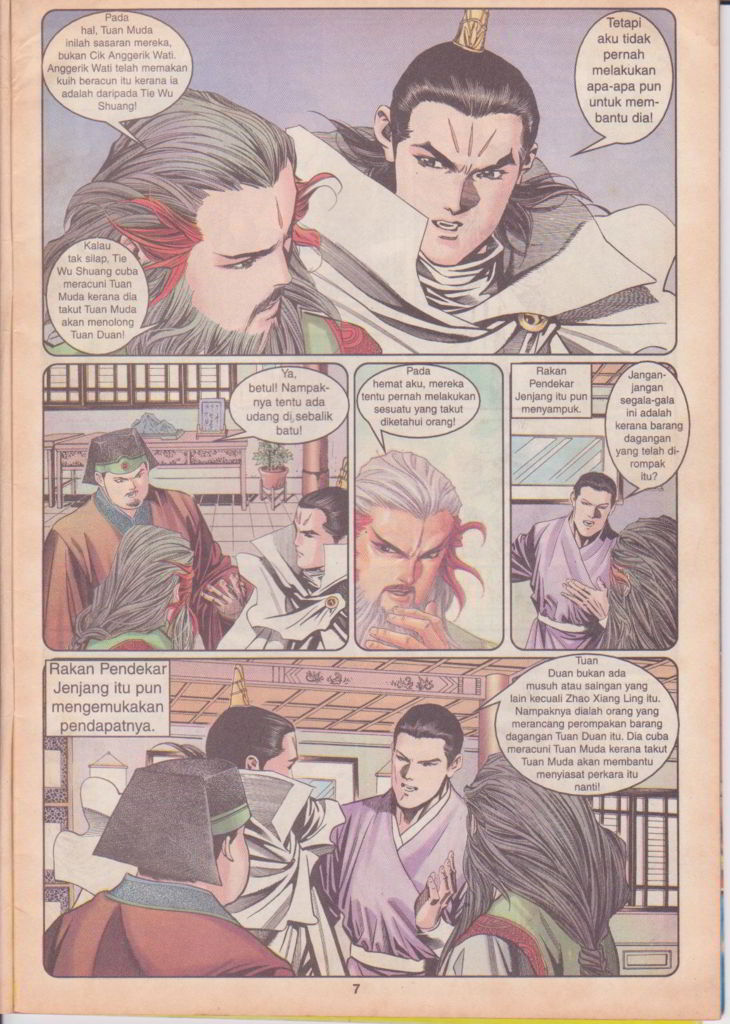 Pada
hal, Tuan Muda
inilah sasaran mereka,
bukan Cik Anggerik Wati.
Anggerik Wati telah memakan
kuih beracun itu kerana ia
adalah daripada Tie Wu
Shuang!
Tetapi
aku tidak
pernah
melakukan
apa-apa pun
untuk mem-
bantu dia!
Kalau
tak silap, Tie
Wu Shuang cuba
meracuni Tuan
Muda kerana dia
takut Tuan Muda
akan menolong
Tuan Duan!
Ya,
betul! Nampak-
nya tentu ada
udang di sebalik
batu!
Pada
hemat aku, mereka
tentu pernah melakukan
sesuatu yang takut
diketahui orang!
Rakan
Pendekar
Jenjang itu pun
menyampuk.
Jangan-
jangan
segala-gala
ini adalah
kerana barang
dagangan
yang telah di-
rompak
itu?
Rakan Pendekar
Jenjang itu pun
mengemukakan
pendapatnya.
Tuan
Duan bukan ada
musuh atau saingan yang
lain kecuali Zhao Xiang Ling itu.
Nampaknya dialah orang yang
merancang perompakan barang
dagangan Tuan Duan itu. Dia cuba
meracuni Tuan Muda kerana takut
Tuan Muda akan membantu
menyiasat perkara itu
nanti!
7